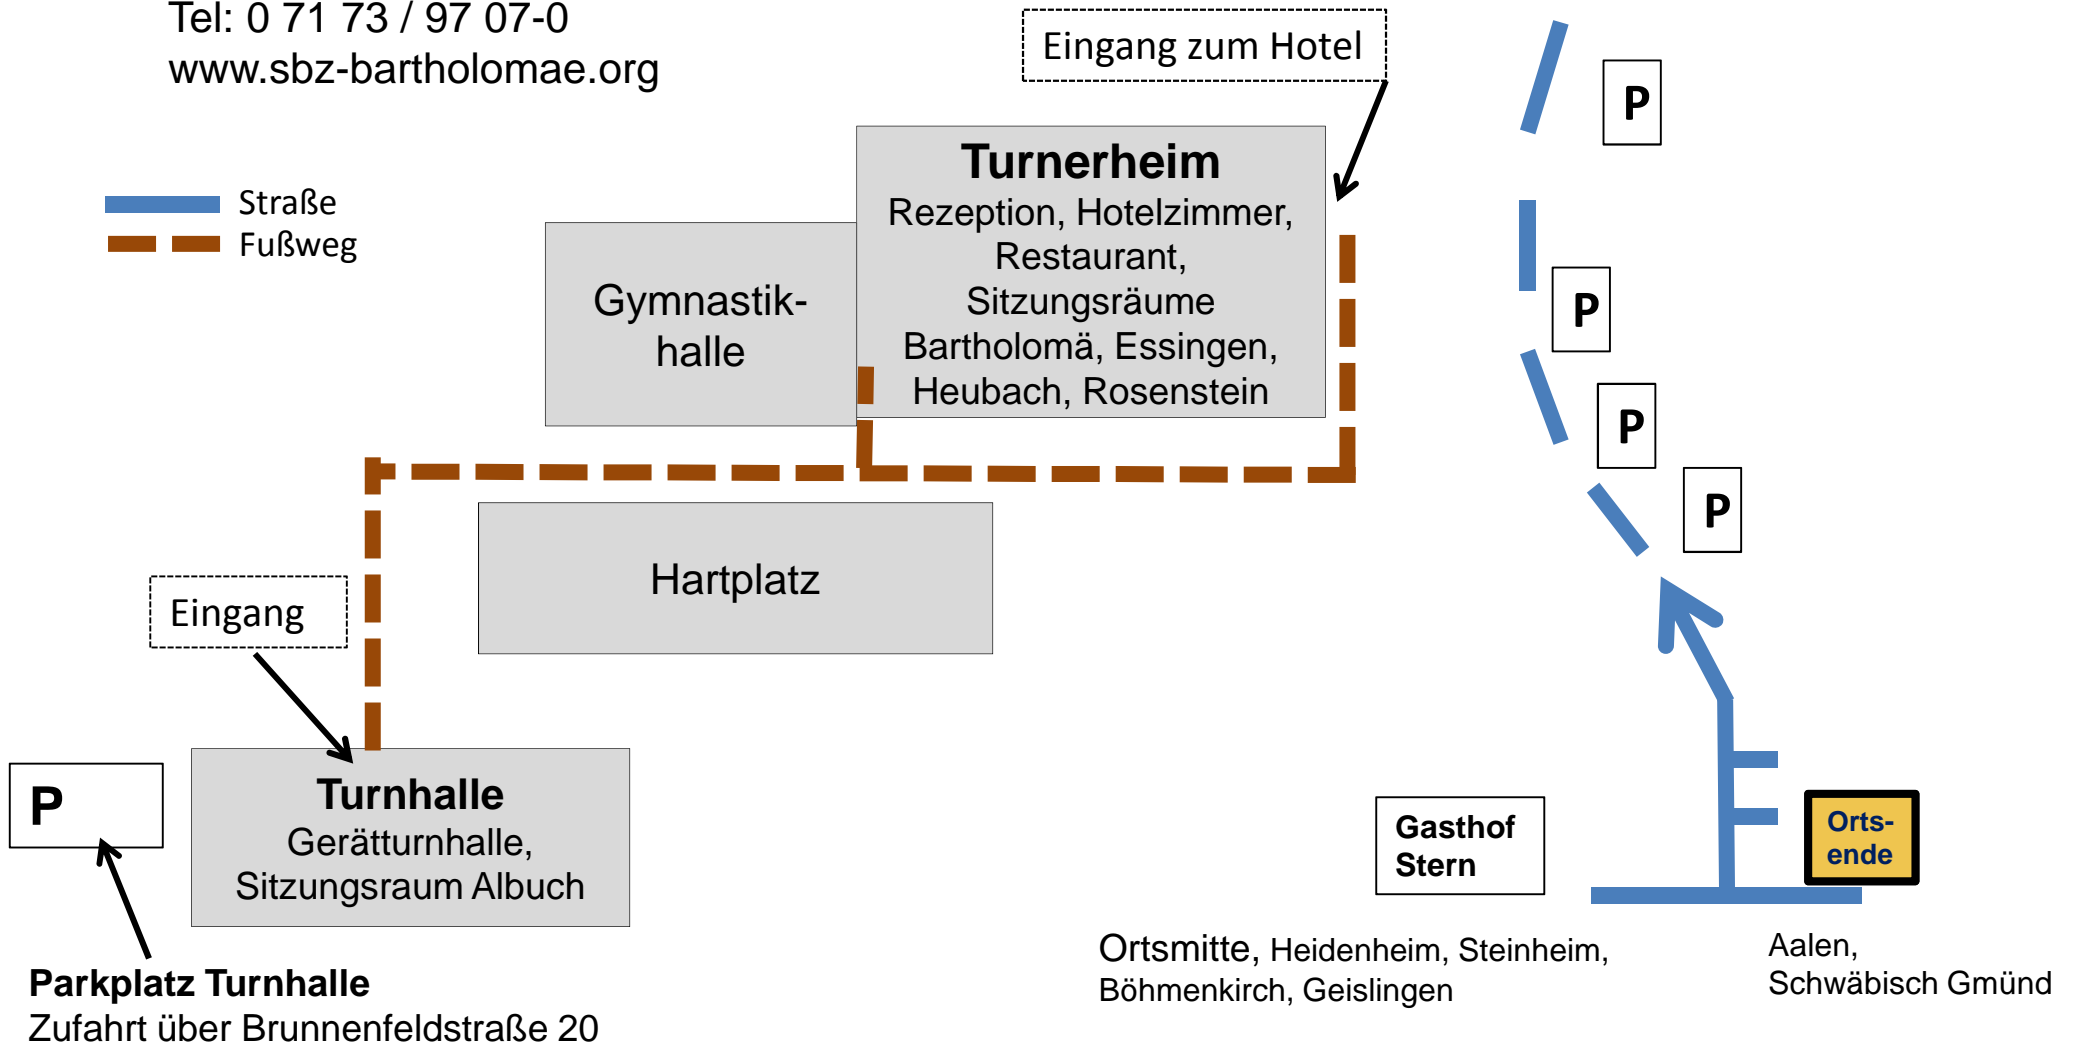 Tel: 0 71 73 / 97 07-0
www.sbz-bartholomae.org
Eingang zum Hotel
P
Straße
Fußweg
Turnerheim
Rezeption, Hotelzimmer,
Restaurant,
Sitzungsräume
Bartholomä, Essingen,
Heubach, Rosenstein
Gymnastik-
halle
P
P
P
Hartplatz
Eingang
P
Turnhalle
Gerätturnhalle,
Sitzungsraum Albuch
Gasthof
Stern
Orts-
ende
Parkplatz Turnhalle
Zufahrt über Brunnenfeldstraße 20
Ortsmitte, Heidenheim, Steinheim,
Böhmenkirch, Geislingen
Aalen,
Schwäbisch Gmünd